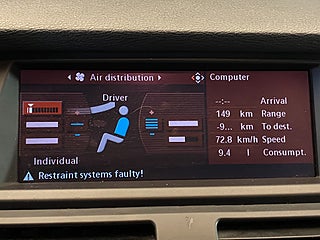 Air distribution
Computer
Driver
--:-- Arrival
149 km Range
-9... km To dest.
72.8 km/h Speed
9.4 l Consumpt.
Individual
Restraint systems faulty!